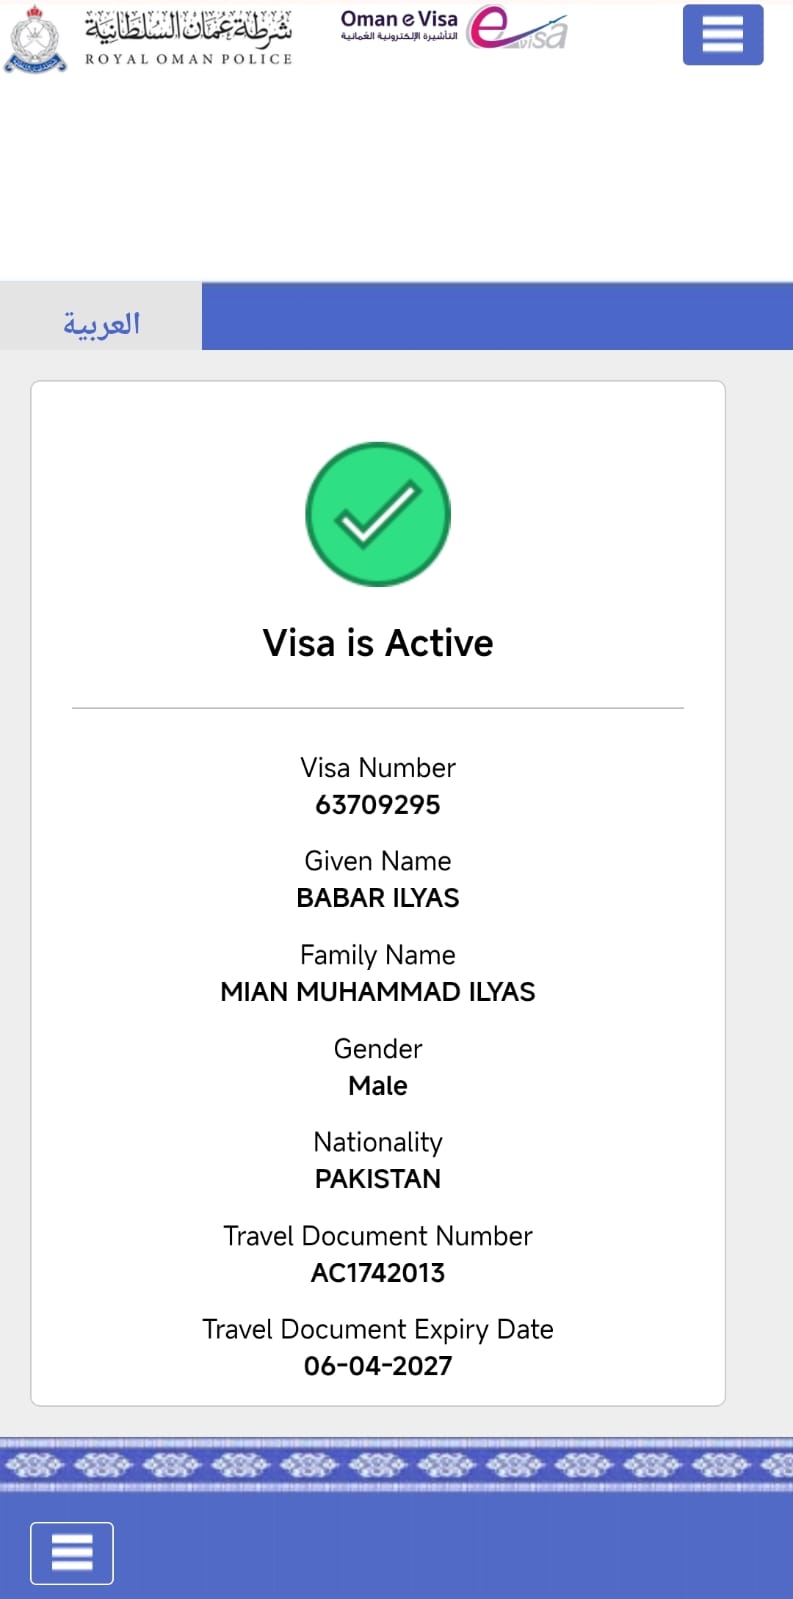 شرطة عمان السلطانية
ROYAL OMAN POLICE
Oman e Visa
التأشيرة الإلكترونية العُمانية
evisa
العربية
Visa is Active
Visa Number
63709295
Given Name
BABAR ILYAS
Family Name
MIAN MUHAMMAD ILYAS
Gender
Male
Nationality
PAKISTAN
Travel Document Number
AC1742013
Travel Document Expiry Date
06-04-2027